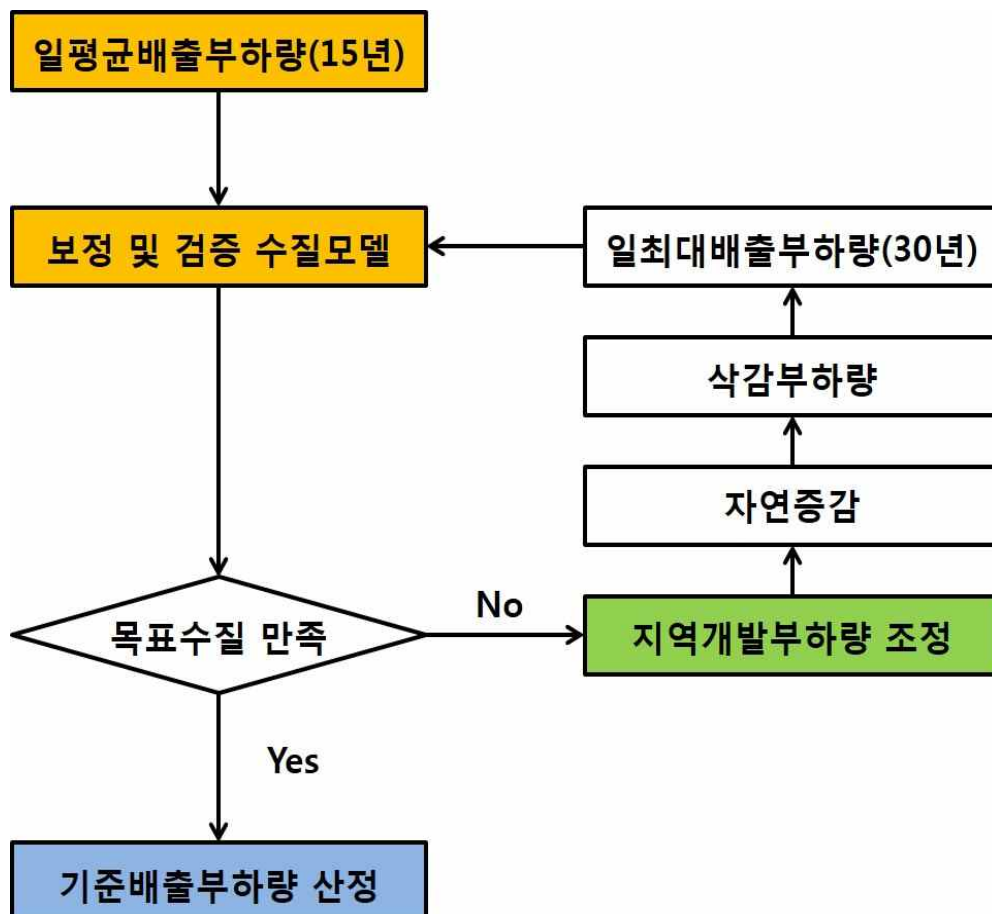 일평균배출부하량(15년)
보정 및 검증 수질모델
일최대배출부하량(30년)
삭감부하량
자연증감
목표수질 만족
No
지역개발부하량 조정
Yes
기준배출부하량 산정